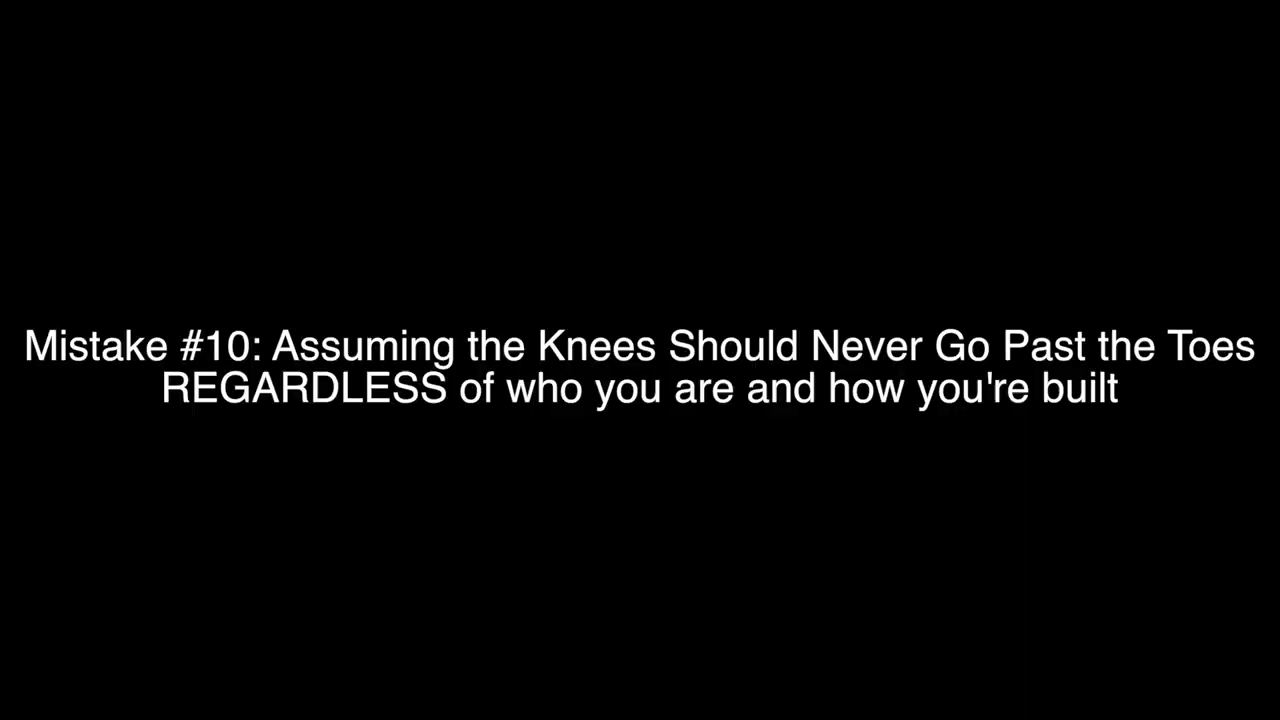 Mistake #10: Assuming the Knees Should Never Go Past the Toes
REGARDLESS of who you are and how you're built